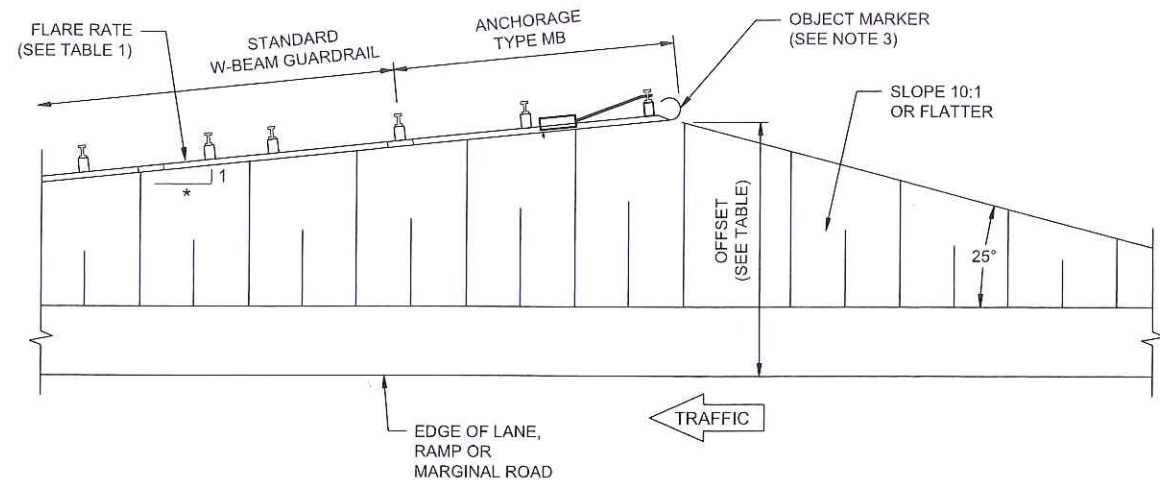 FLARE RATE
(SEE TABLE 1)
STANDARD
W-BEAM GUARDRAIL
ANCHORAGE
TYPE MB
OBJECT MARKER
(SEE NOTE 3)
SLOPE 10:1
OR FLATTER
1
*
OFFSET
(SEE TABLE)
25°
TRAFFIC
EDGE OF LANE,
RAMP OR
MARGINAL ROAD